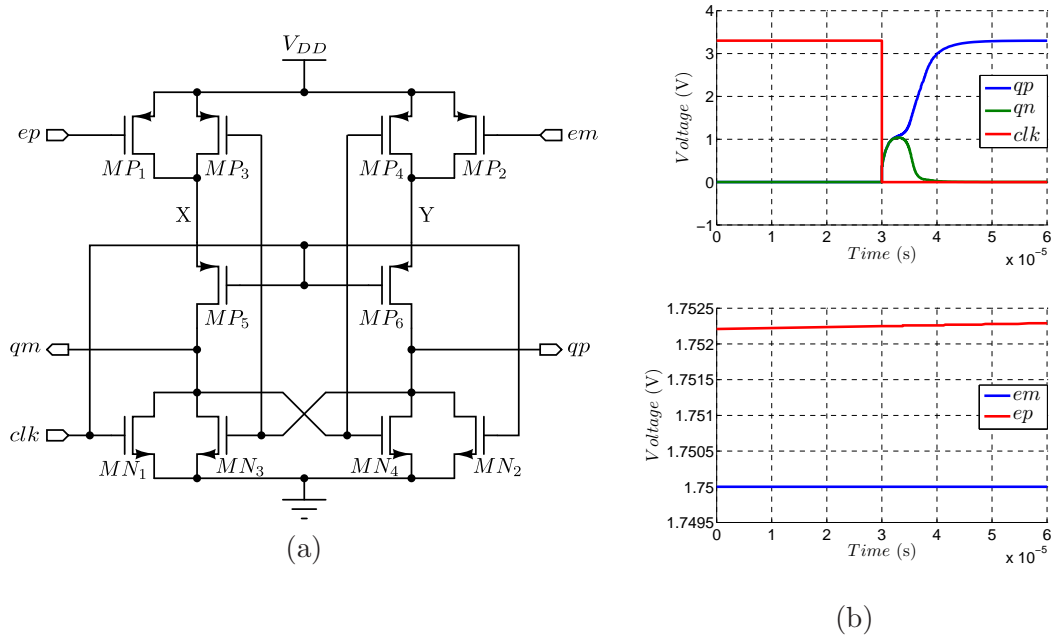 V_{DD}
ep
em
MP_1
MP_3
MP_4
MP_2
X
Y
MP_5
MP_6
qm
qp
clk
MN_1
MN_3
MN_4
MN_2
(a)
4
3
2
1
0
−1
Voltage (V)
qp
qn
clk
0 1 2 3 4 5 6
Time (s)
x 10^{-5}
1.7525
1.752
1.7515
1.751
1.7505
1.75
1.7495
Voltage (V)
em
ep
0 1 2 3 4 5 6
Time (s)
x 10^{-5}
(b)